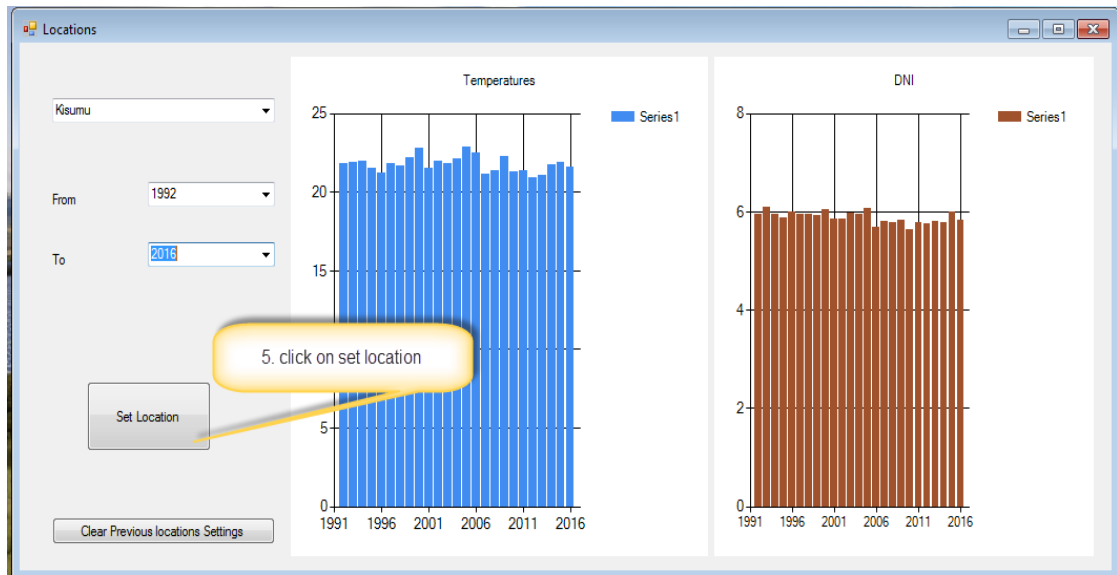 Locations
Kisumu
From
1992
To
2016
5. click on set location
Set Location
Clear Previous locations Settings
Temperatures
Series1
25
20
15
5
0
1991 1996 2001 2006 2011 2016
DNI
Series1
8
6
4
2
0
1991 1996 2001 2006 2011 2016